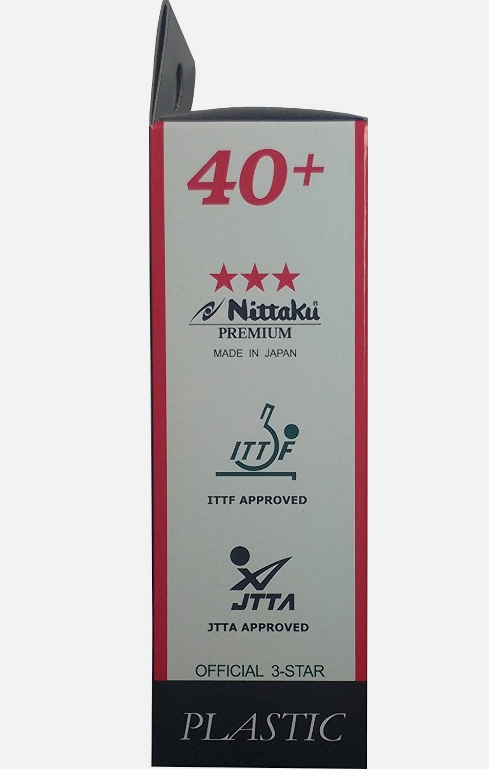 40+
★★★
Nittaku®
PREMIUM
MADE IN JAPAN
ITTF
ITTF APPROVED
JTTA
JTTA APPROVED
OFFICIAL 3-STAR
PLASTIC